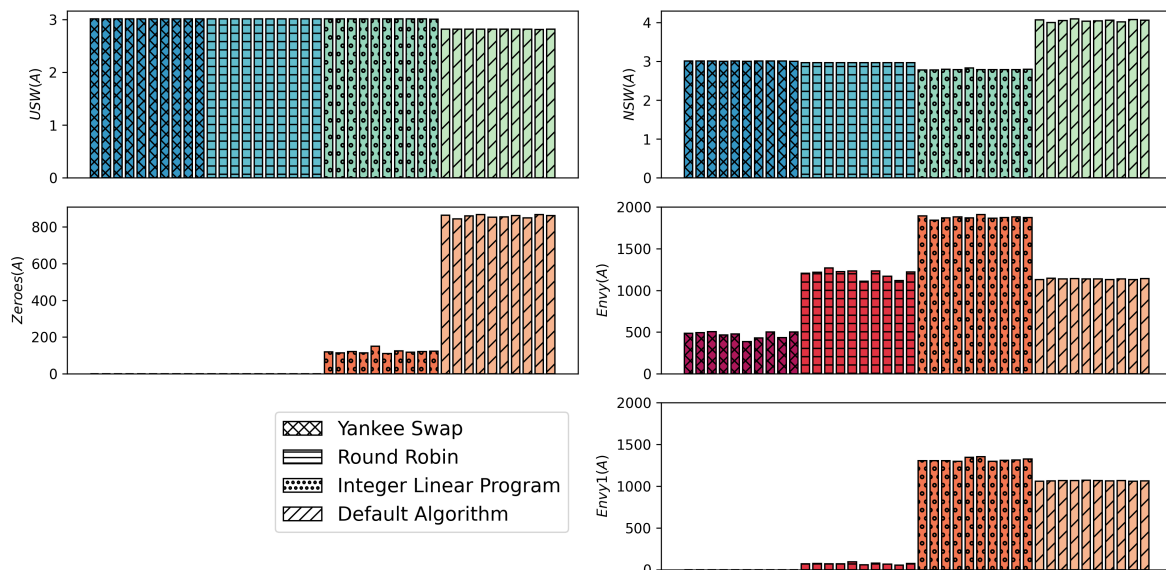 USW(A)
3
2
1
0
NSW(A)
4
3
2
1
0
Zeroes(A)
800
600
400
200
0
Envy(A)
2000
1500
1000
500
0
Yankee Swap
Round Robin
Integer Linear Program
Default Algorithm
Envy1(A)
2000
1500
1000
500
0